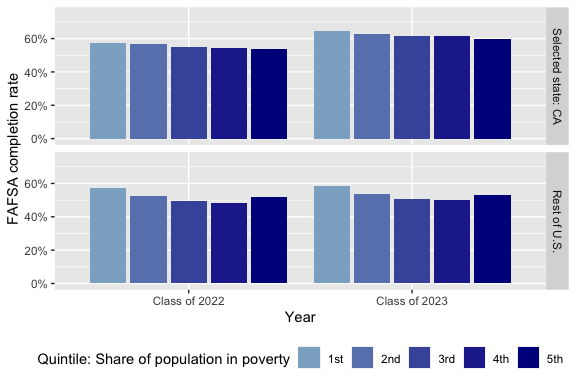 FAFSA completion rate
60%
40%
20%
0%
Selected state: CA
60%
40%
20%
0%
Rest of U.S.
Class of 2022 Class of 2023
Year
Quintile: Share of population in poverty 1st 2nd 3rd 4th 5th